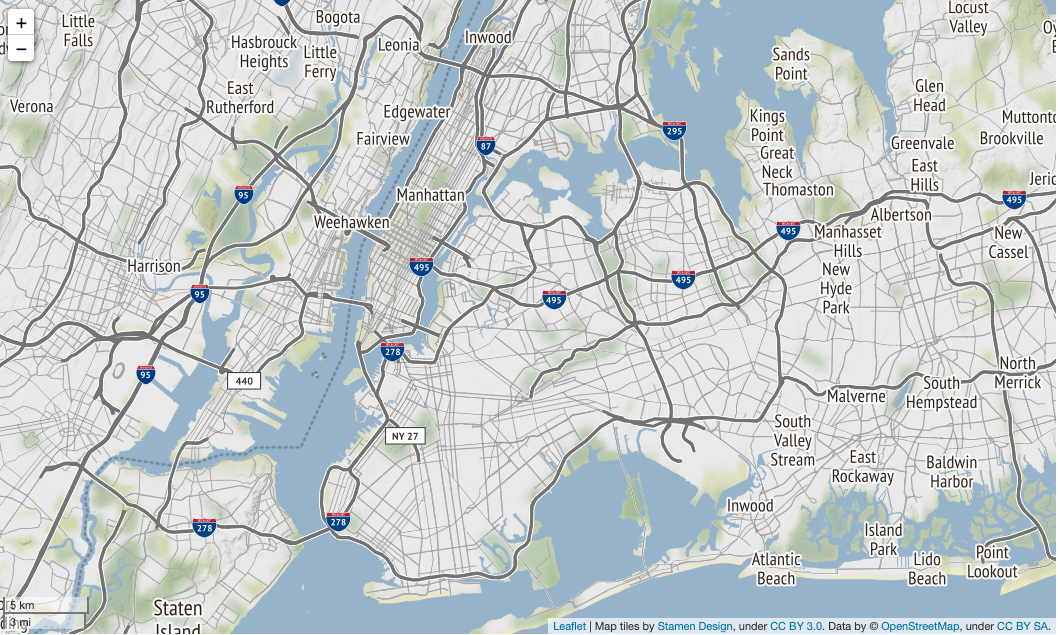 +
−
Little
Falls
Bogota
Leonia
Inwood
Locust
Valley
Hasbrouck
Heights
Little
Ferry
Sands
Point
East
Rutherford
Glen
Head
Verona
Edgewater
Kings
Point
Muttonto
Fairview
295
Brookville
87
Greenvale
Great
Neck
East
Hills
Thomaston
Jeric
95
Manhattan
495
Weehawken
Albertson
495
Manhasset
Hills
New
Cassel
Harrison
495
New
Hyde
Park
495
95
495
278
95
440
North
Merrick
South
Hempstead
Malverne
NY 27
South
Valley
Stream
East
Rockaway
Baldwin
Harbor
Inwood
278
278
Island
Park
Point
Lookout
Atlantic
Beach
Lido
Beach
5 km
3 mi
Staten
Island
Leaflet | Map tiles by Stamen Design, under CC BY 3.0. Data by © OpenStreetMap, under CC BY SA.